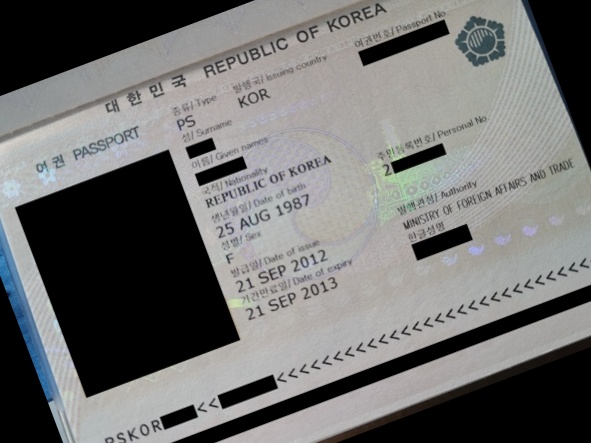 대한민국 REPUBLIC OF KOREA
여권 PASSPORT
종류/ Type 발행국/ Issuing country 여권번호/ Passport No.
PS KOR
성/ Surname
이름/ Given names
국적/ Nationality 주민등록번호/ Personal No.
REPUBLIC OF KOREA 2
생년월일/ Date of birth
25 AUG 1987
성별/ Sex 발행관청/ Authority
F MINISTRY OF FOREIGN AFFAIRS AND TRADE
발급일/ Date of issue 한글성명
21 SEP 2012
기간만료일/ Date of expiry
21 SEP 2013
PSKOR